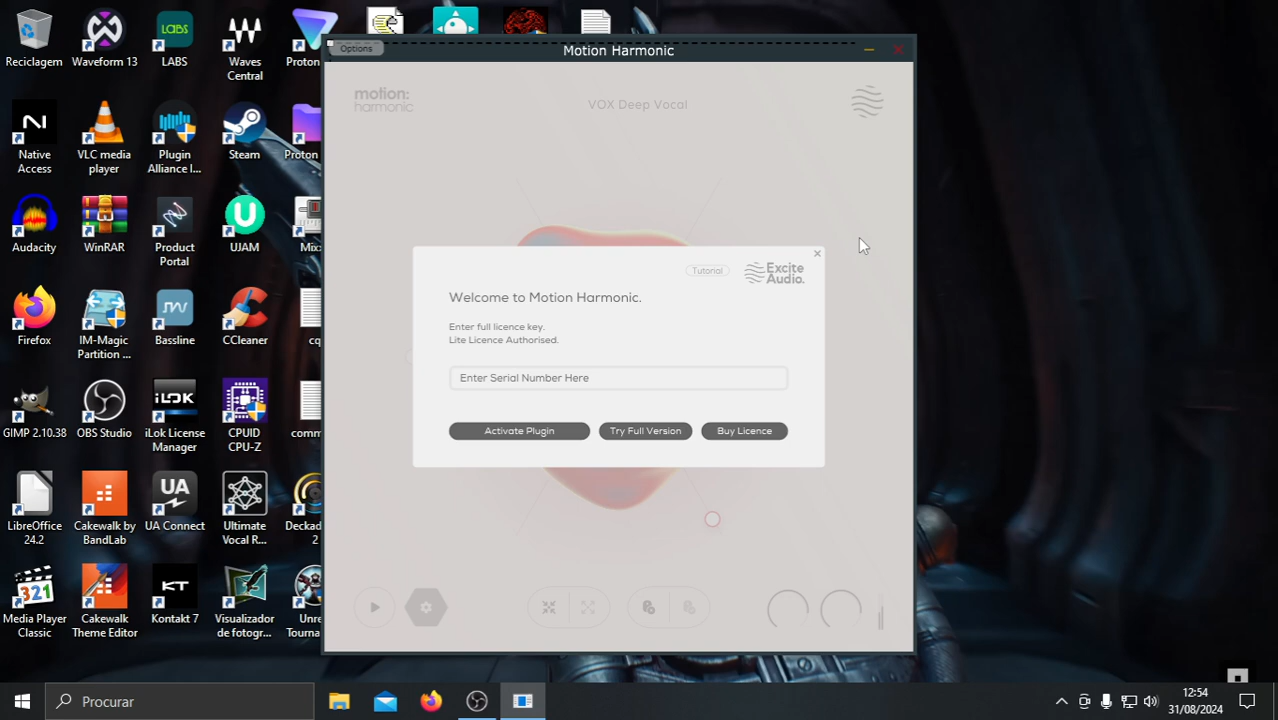 Reciclagem
Waveform 13
LABS
Waves
Central
Proton
Options
Motion Harmonic
motion:
harmonic
VOX Deep Vocal
Native
Access
VLC media
player
Plugin
Alliance I...
Steam
Proton
Audacity
WinRAR
Product
Portal
UJAM
Mixx
Tutorial
Excite
Audio.
Welcome to Motion Harmonic.
Enter full licence key.
Lite Licence Authorised.
Enter Serial Number Here
Activate Plugin
Try Full Version
Buy Licence
Firefox
IM-Magic
Partition ...
Bassline
CCleaner
cq
GIMP 2.10.38
OBS Studio
iLok License
Manager
CPUID
CPU-Z
comm
LibreOffice
24.2
Cakewalk by
BandLab
UA Connect
Ultimate
Vocal R...
Deckad
2
Media Player
Classic
Cakewalk
Theme Editor
Kontakt 7
Visualizador
de fotogr...
Unre
Tourna
Procurar
12:54
31/08/2024